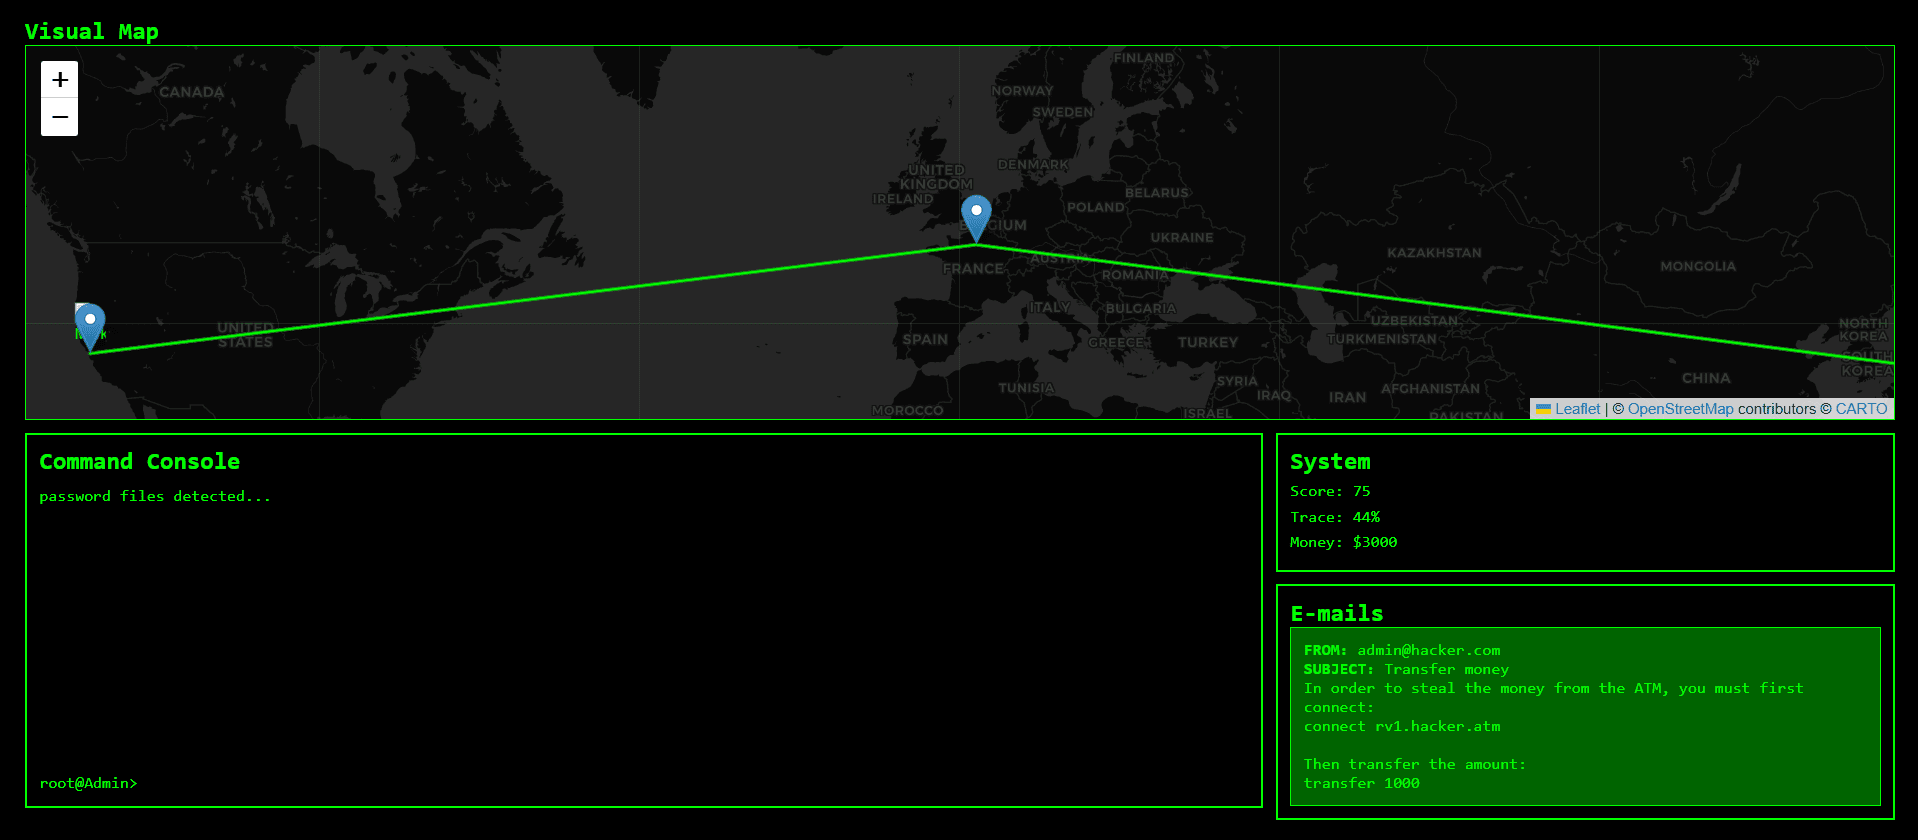 Visual Map
+
−
CANADA
FINLAND
NORWAY
SWEDEN
DENMARK
UNITED
KINGDOM
IRELAND
BELARUS
POLAND
UKRAINE
KAZAKHSTAN
MONGOLIA
FRANCE
AUSTRIA
ROMANIA
ITALY
BULGARIA
UNITED
STATES
SPAIN
GREECE
TURKEY
UZBEKISTAN
TURKMENISTAN
NORTH
KOREA
SOUTH
KOREA
TUNISIA
SYRIA
IRAQ
IRAN
AFGHANISTAN
CHINA
MOROCCO
ISRAEL
PAKISTAN
Leaflet | © OpenStreetMap contributors © CARTO
Command Console
password files detected...
root@Admin>
System
Score: 75
Trace: 44%
Money: $3000
E-mails
FROM: admin@hacker.com
SUBJECT: Transfer money
In order to steal the money from the ATM, you must first
connect:
connect rv1.hacker.atm
Then transfer the amount:
transfer 1000